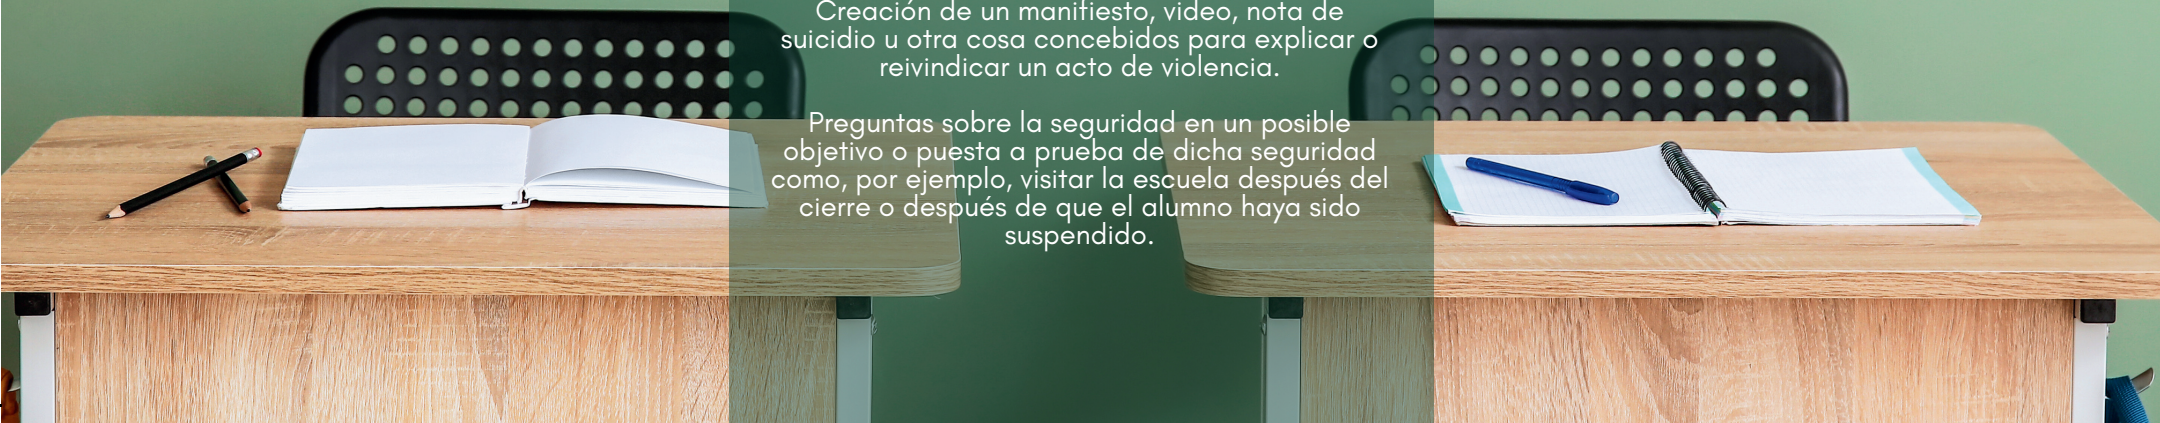 Creación de un manifiesto, video, nota de
suicidio u otra cosa concebidos para explicar o
reivindicar un acto de violencia.
Preguntas sobre la seguridad en un posible
objetivo o puesta a prueba de dicha seguridad
como, por ejemplo, visitar la escuela después del
cierre o después de que el alumno haya sido
suspendido.